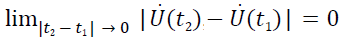 lim_{|t₂−t₁|→0} |U̇(t₂)−U̇(t₁)| = 0